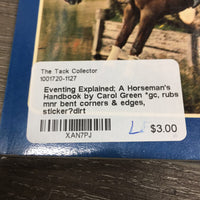 The Tack Collector
1001720-1127
Eventing Explained; A Horseman's
Handbook by Carol Green *gc, rubs
mnr bent corners & edges,
sticker?dirt
XAN7PJ
L $3.00